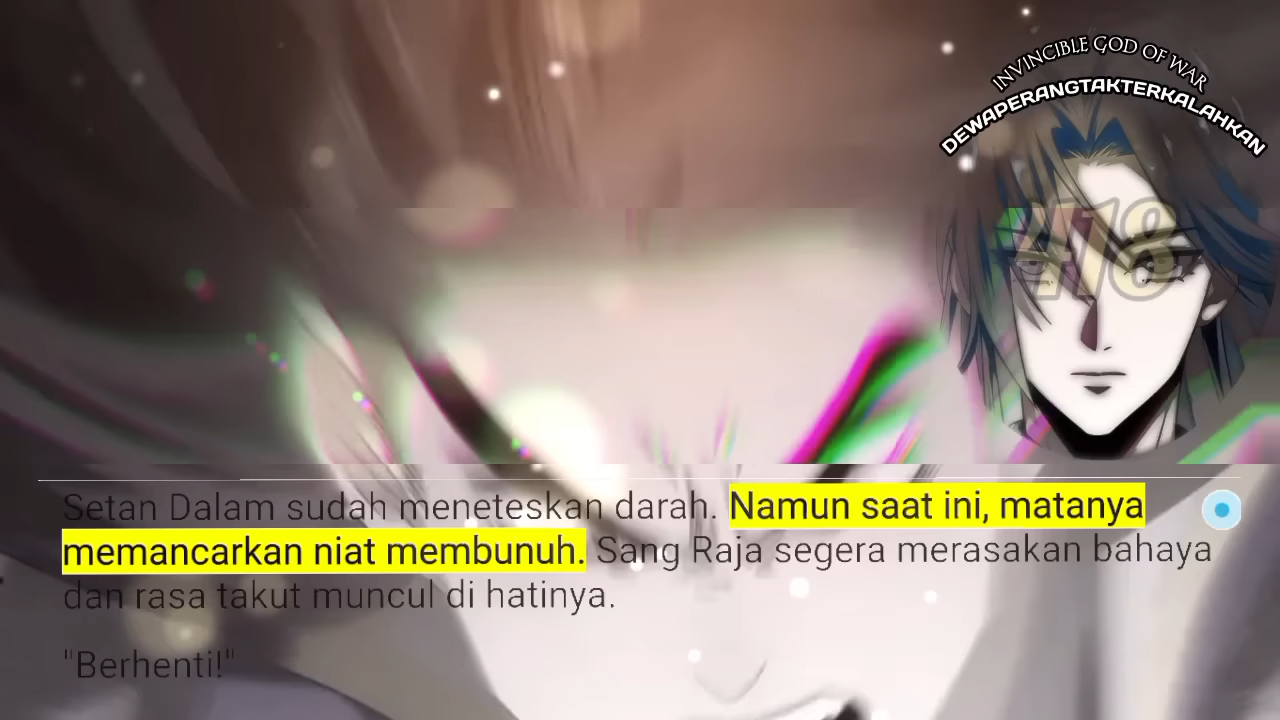 INVINCIBLE GOD OF WAR
DEWAPERANGTAKTERKALAHKAN
#18
Setan Dalam sudah meneteskan darah. Namun saat ini, matanya
memancarkan niat membunuh. Sang Raja segera merasakan bahaya
dan rasa takut muncul di hatinya.
"Berhenti!"